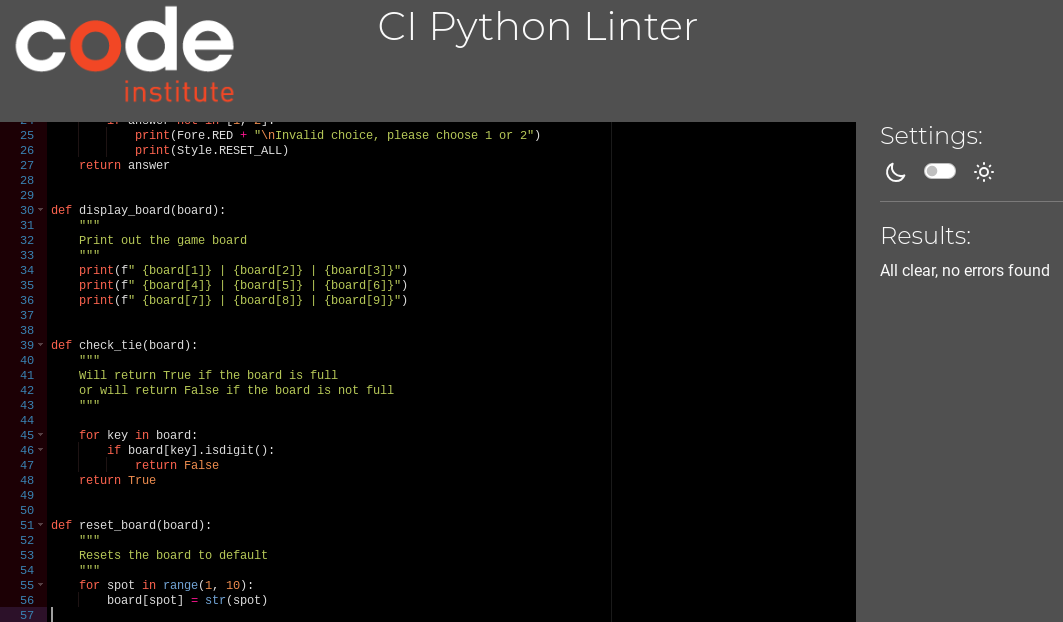 code
institute
CI Python Linter
24 if answer not in [1, 2]:
25 print(Fore.RED + "\nInvalid choice, please choose 1 or 2")
26 print(Style.RESET_ALL)
27 return answer
28
29
30 def display_board(board):
31 """
32 Print out the game board
33 """
34 print(f" {board[1]} | {board[2]} | {board[3]}")
35 print(f" {board[4]} | {board[5]} | {board[6]}")
36 print(f" {board[7]} | {board[8]} | {board[9]}")
37
38
39 def check_tie(board):
40 """
41 Will return True if the board is full
42 or will return False if the board is not full
43 """
44
45 for key in board:
46 if board[key].isdigit():
47 return False
48 return True
49
50
51 def reset_board(board):
52 """
53 Resets the board to default
54 """
55 for spot in range(1, 10):
56 board[spot] = str(spot)
57
Settings:
Results:
All clear, no errors found